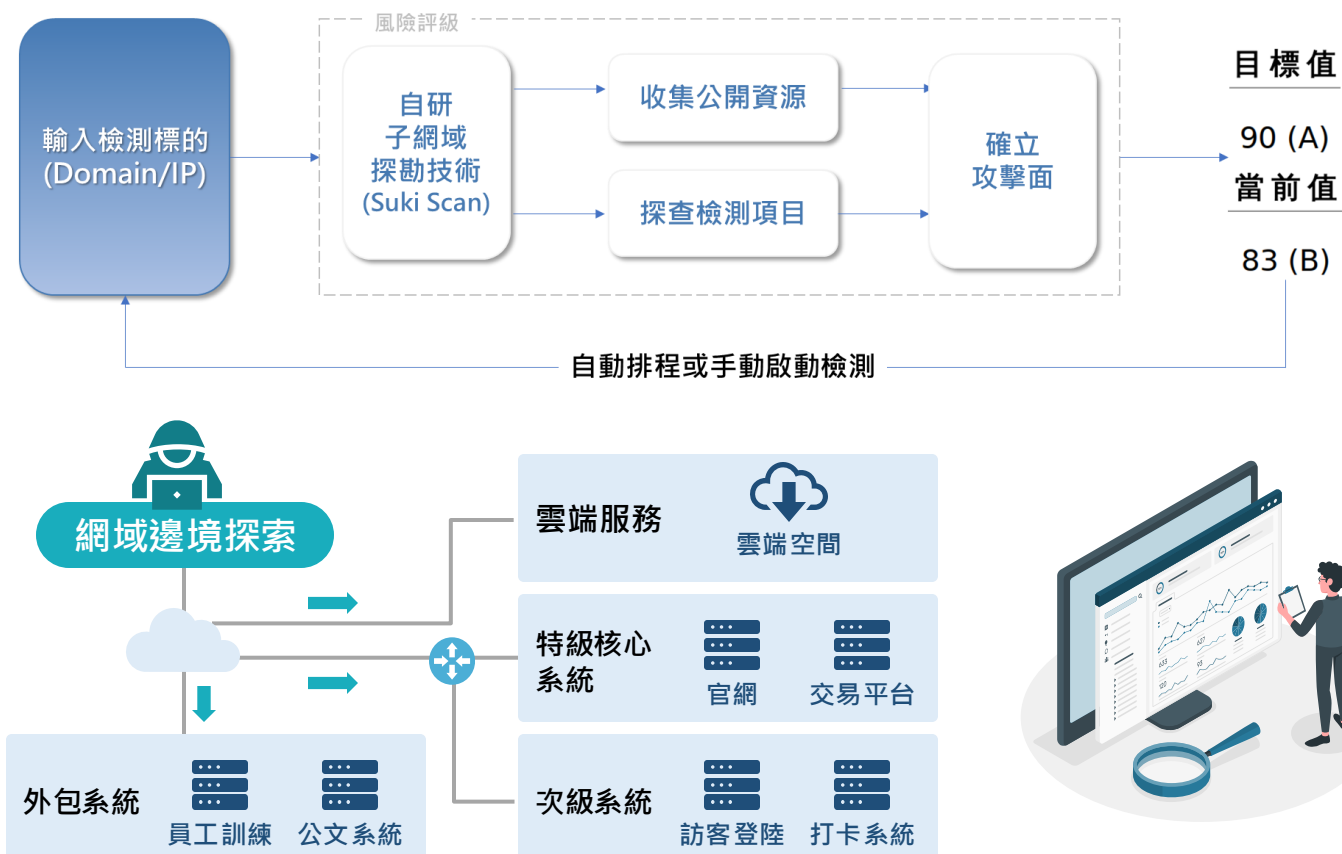 風險評級
輸入檢測標的
(Domain/IP)
自研
子網域
探勘技術
(Suki Scan)
收集公開資源
探查檢測項目
確立
攻擊面
目標值
90 (A)
當前值
83 (B)
自動排程或手動啟動檢測
網域邊境探索
雲端服務
雲端空間
特級核心
系統
官網
交易平台
外包系統
員工訓練
公文系統
次級系統
訪客登陸
打卡系統
633
627
120
93